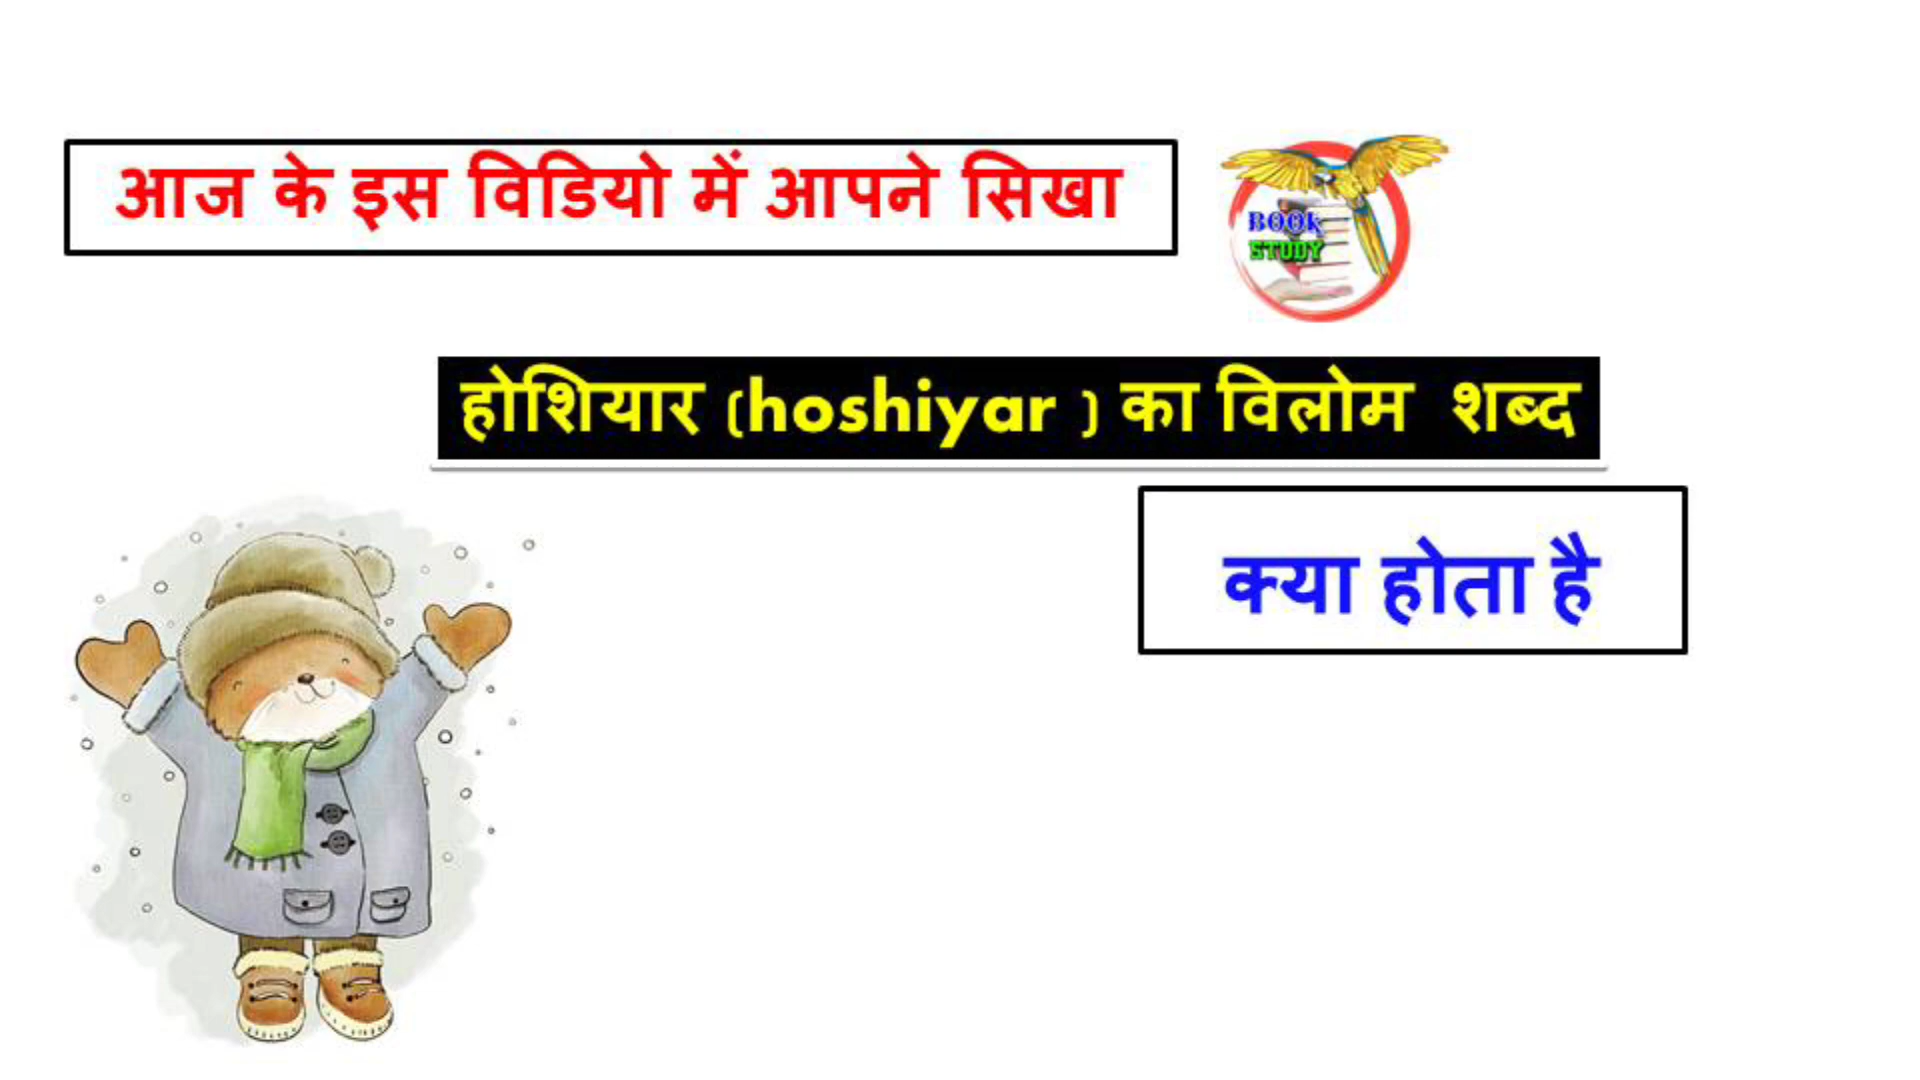 आज के इस विडियो में आपने सिखा
BOOK
STUDY
होशियार (hoshiyar ) का विलोम शब्द
क्या होता है